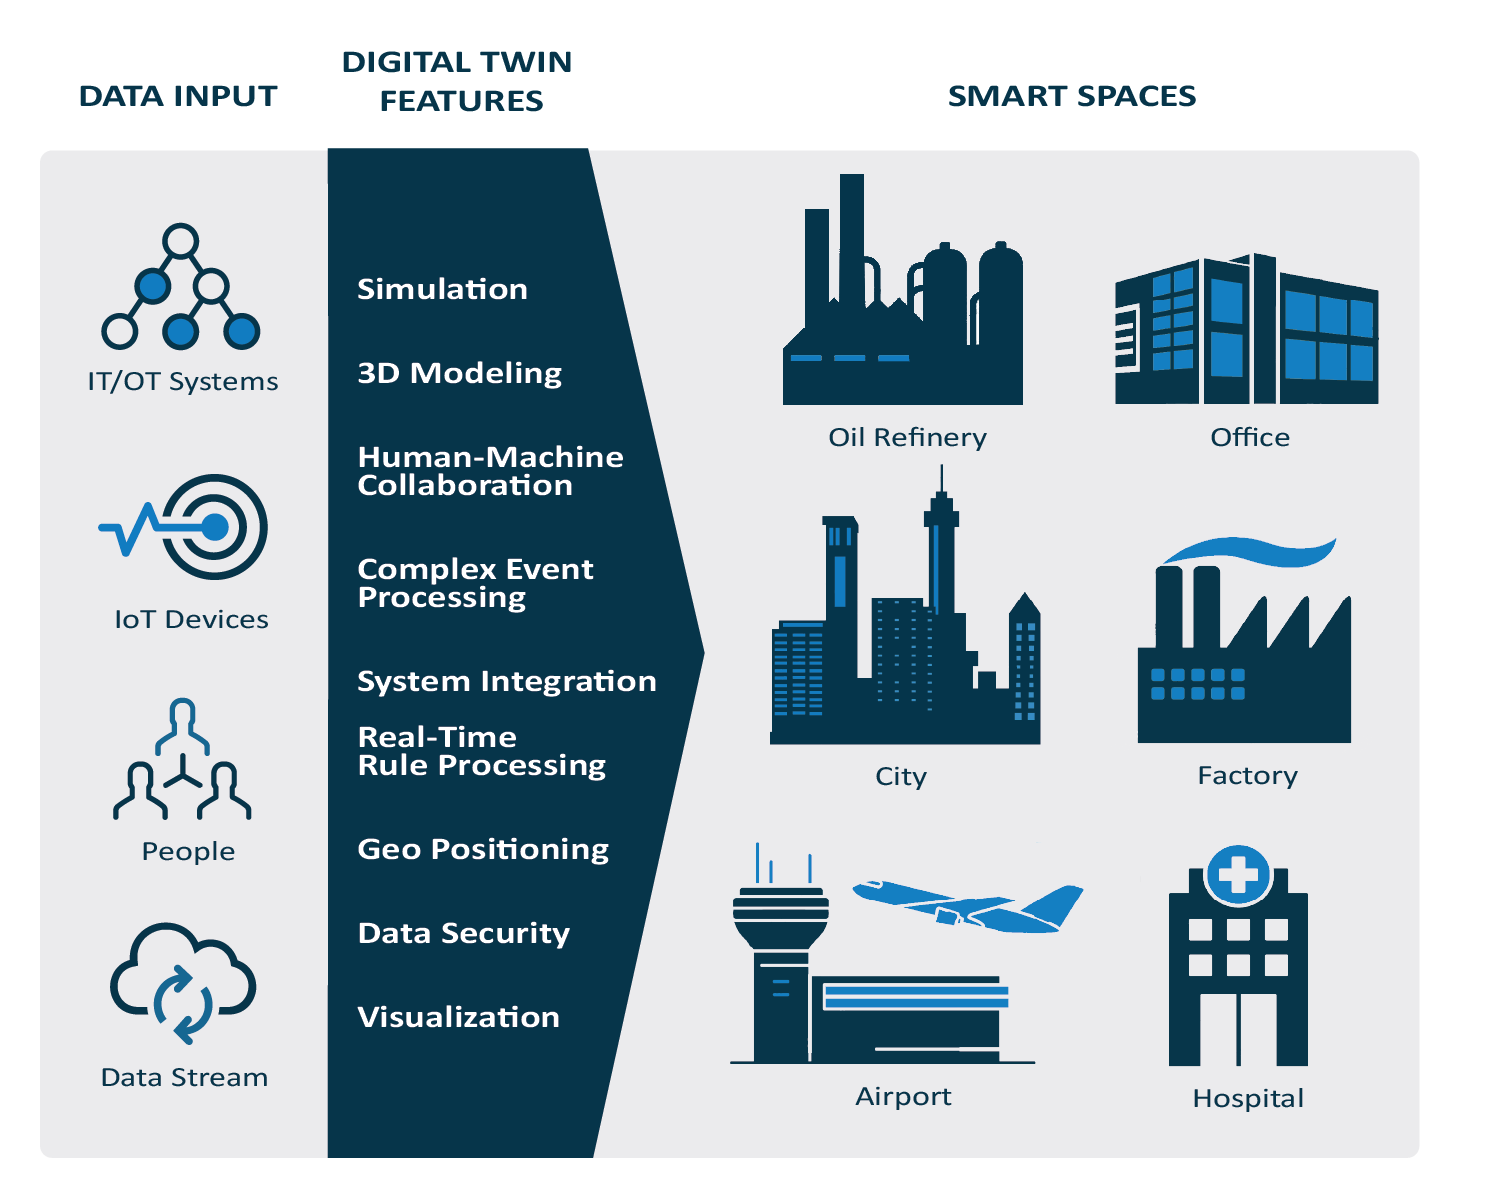 DATA INPUT
DIGITAL TWIN
FEATURES
SMART SPACES
IT/OT Systems
IoT Devices
People
Data Stream
Simulation
3D Modeling
Human-Machine
Collaboration
Complex Event
Processing
System Integration
Real-Time
Rule Processing
Geo Positioning
Data Security
Visualization
Oil Refinery
Office
City
Factory
Airport
Hospital